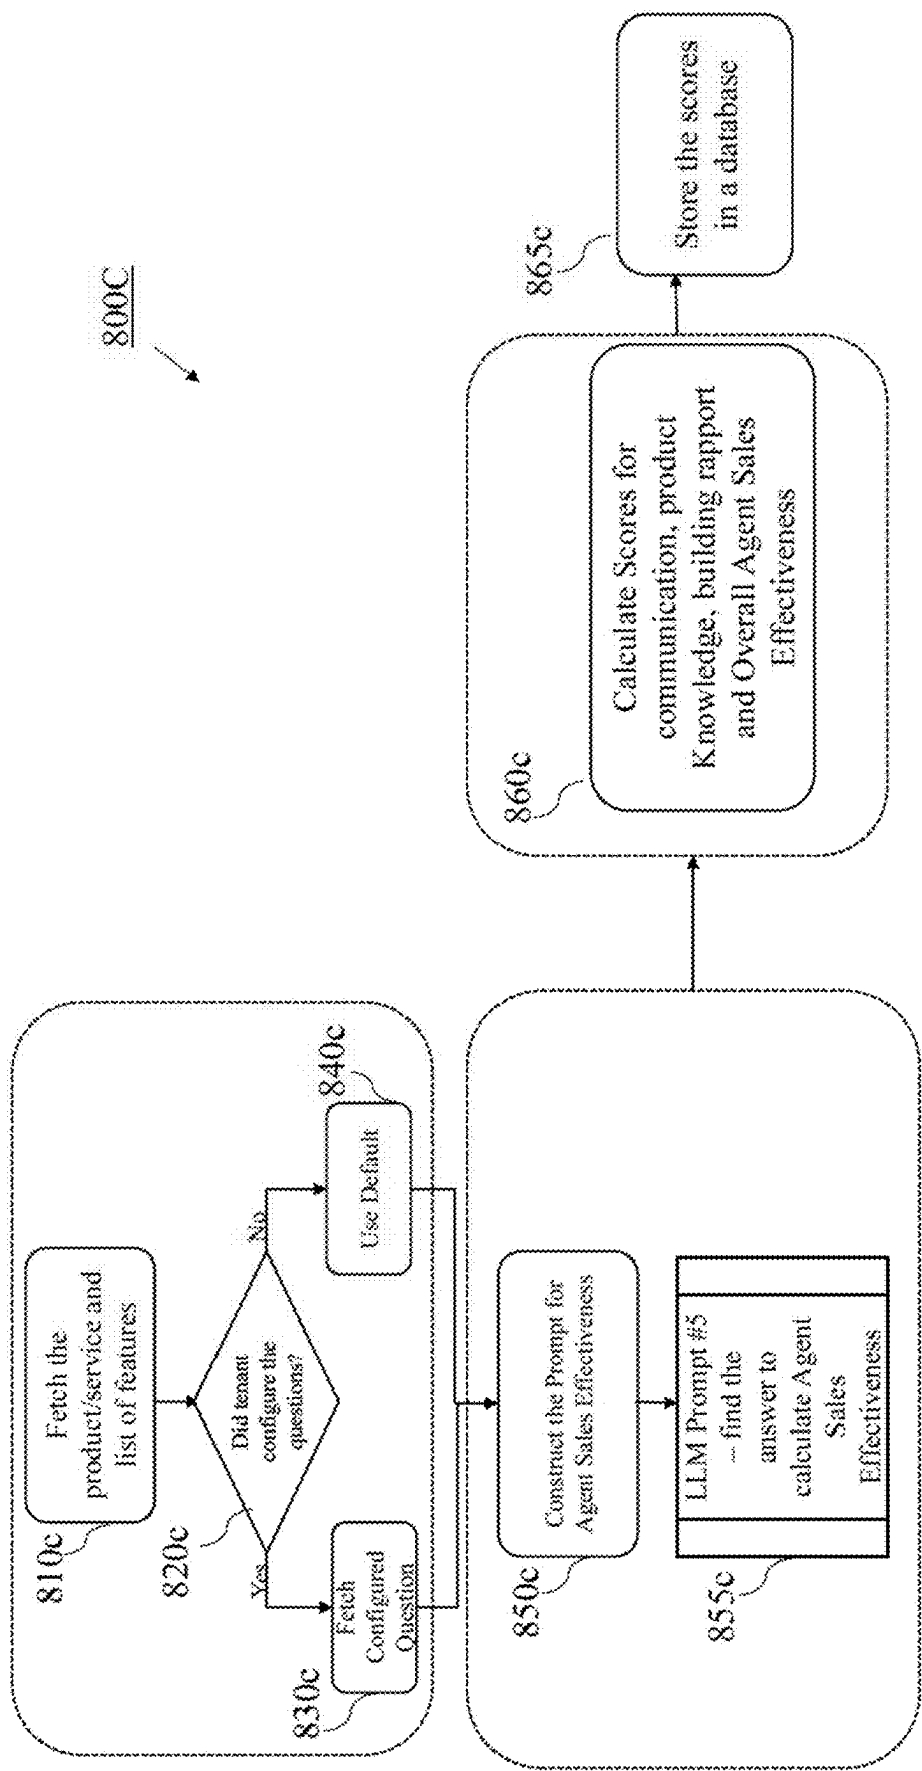 800C
810c
Fetch the
product/service and
list of features
820c
Did tenant
configure the
questions?
Yes
No
830c
Fetch
Configured
Question
840c
Use Default
850c
Construct the Prompt for
Agent Sales Effectiveness
855c
LLM Prompt #5
– find the
answer to
calculate Agent
Sales
Effectiveness
860c
Calculate Scores for
communication, product
Knowledge, building rapport
and Overall Agent Sales
Effectiveness
865c
Store the scores
in a database